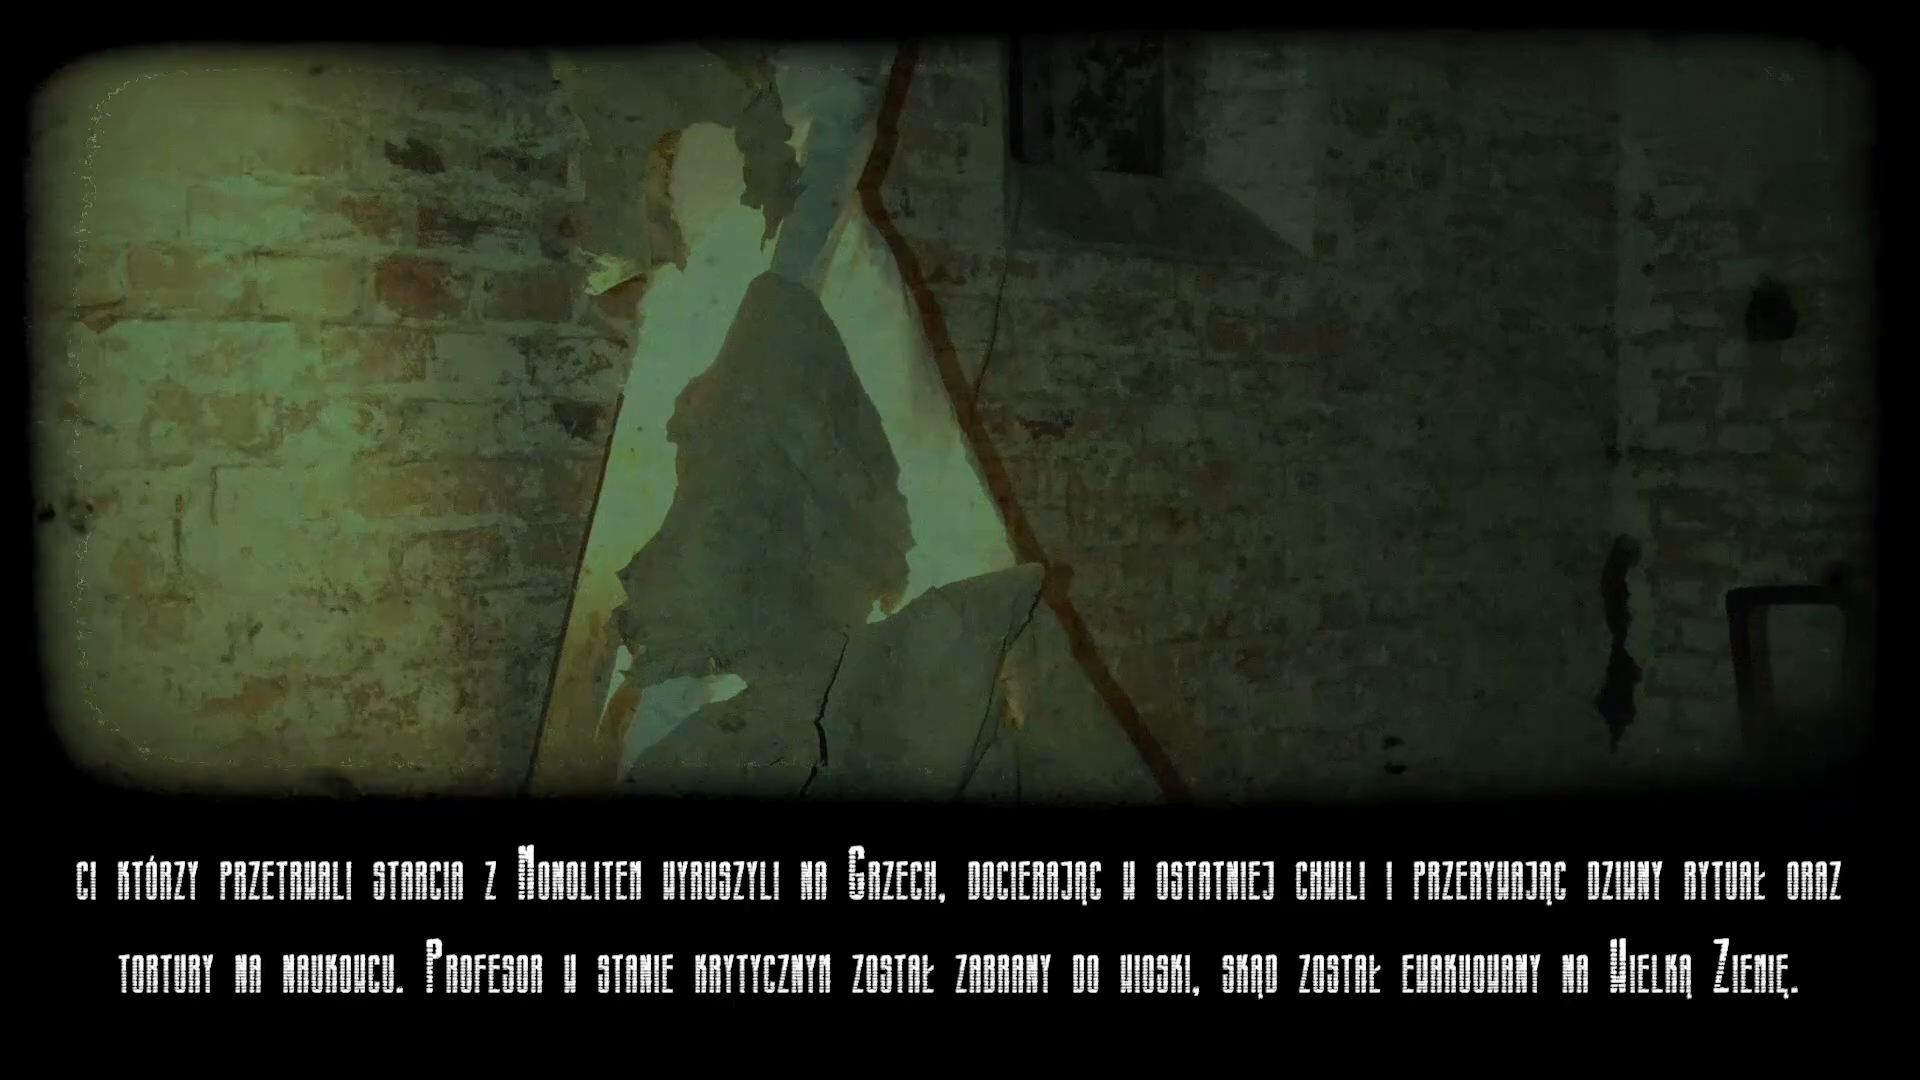 ci którzy przetrwali starcia z Monolitem wyruszyli na Grzech, docierając w ostatniej chwili i przerywając dziwny rytuał oraz
tortury na naukowcu. Profesor w stanie krytycznym został zabrany do wioski, skąd został ewakuowany na Wielką Ziemię.